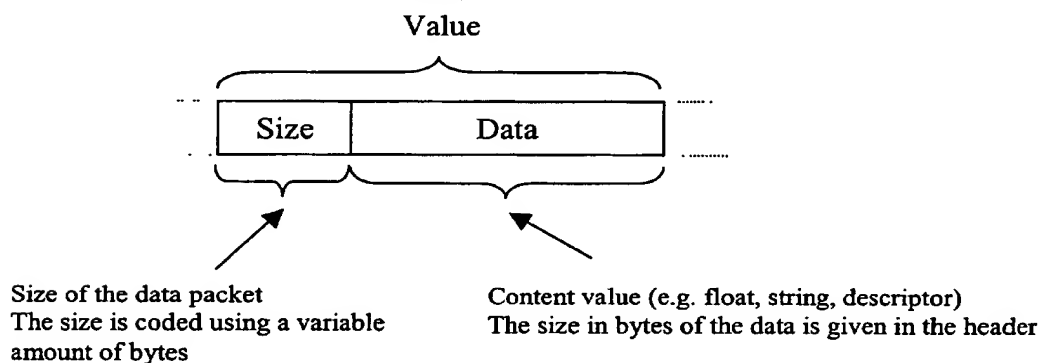 Value
Size Data
Size of the data packet
The size is coded using a variable
amount of bytes
Content value (e.g. float, string, descriptor)
The size in bytes of the data is given in the header